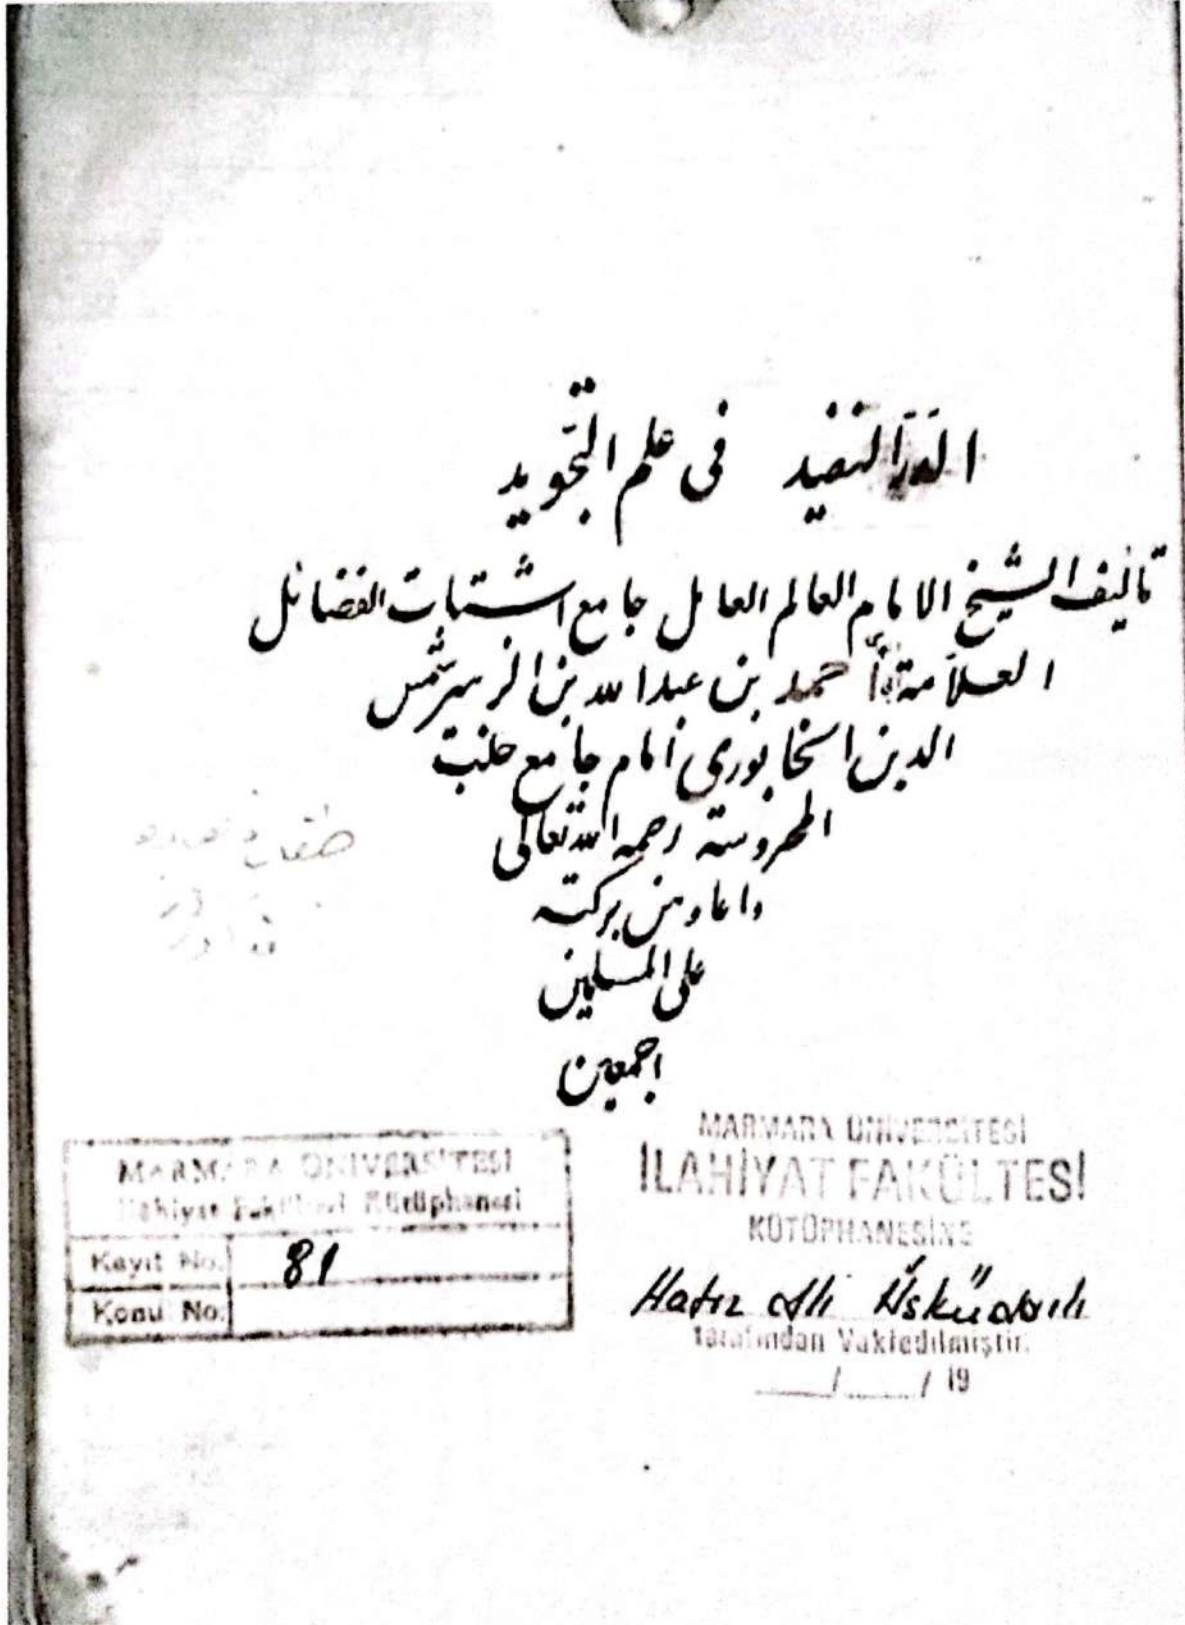 الدر النضيد فى علم التجويد
تاليف الشيخ الامام العالم العامل جامع اشتات الفضائل
العلامة احمد بن عبد الله بن الزبير شمس
الدين الخابورى امام جامع حلب
المحروسة رحمه الله تعالى
واعاد من بركته
على المسلمين
اجمعين
MARMARA ÜNİVERSİTESİ
İlahiyat Fakültesi Kütüphanesi
Kayıt No. 81
Konu No.
MARMARA ÜNİVERSİTESİ
İLAHİYAT FAKÜLTESİ
KÜTÜPHANESİNE
Hafız Ali Üsküdarlı
tarafından Vakfedilmiştir.
/ / 19